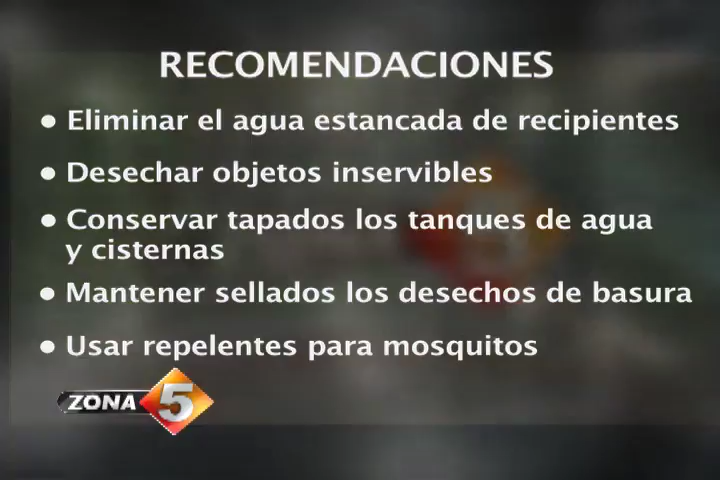 RECOMENDACIONES
• Eliminar el agua estancada de recipientes
• Desechar objetos inservibles
• Conservar tapados los tanques de agua
y cisternas
• Mantener sellados los desechos de basura
• Usar repelentes para mosquitos
ZONA 5